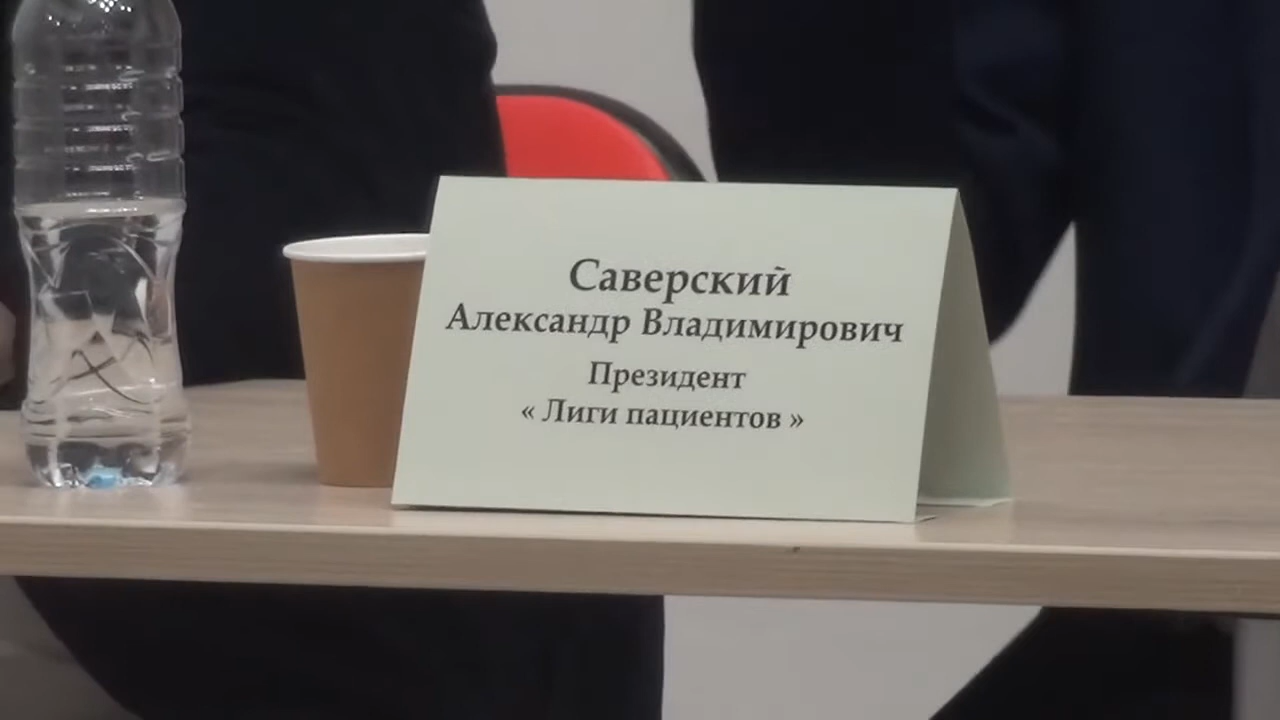 Саверский
Александр Владимирович
Президент
« Лиги пациентов »